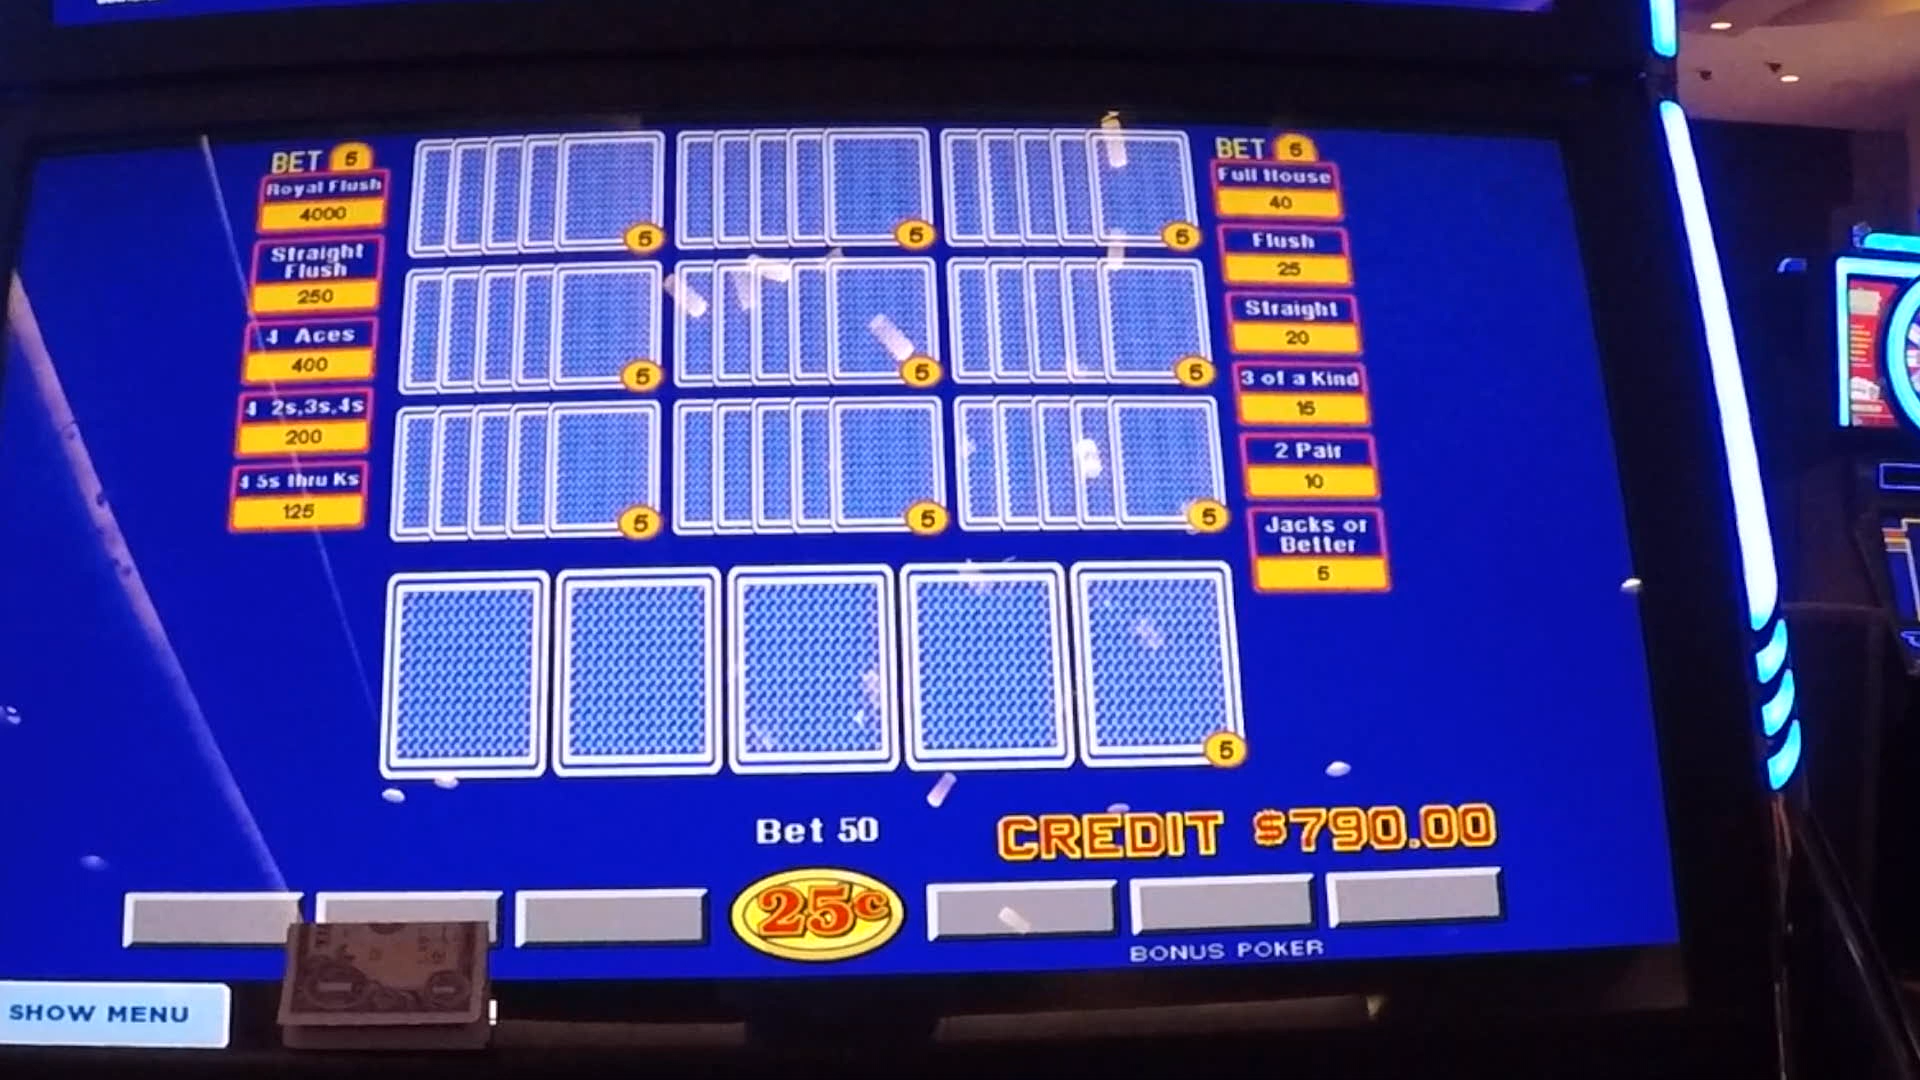 BET 5
Royal Flush
4000
Straight
Flush
250
4 Aces
400
4 2s,3s,4s
200
4 5s thru Ks
125
5
5
5
5
5
5
5
5
5
5
BET 5
Full House
40
Flush
25
Straight
20
3 of a Kind
15
2 Pair
10
Jacks or
Better
5
Bet 50
CREDIT $790.00
25¢
BONUS POKER
SHOW MENU